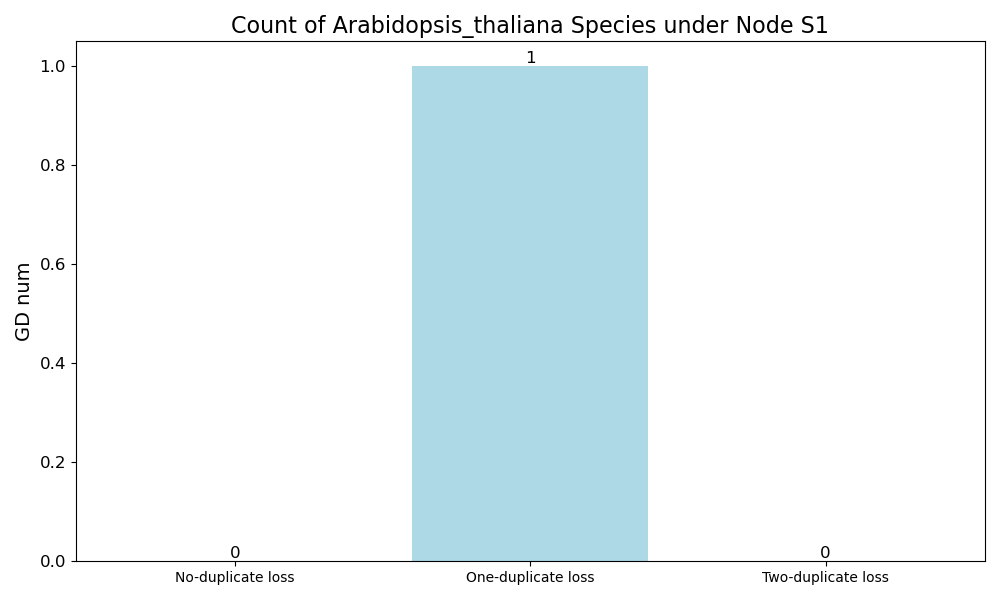 Count of Arabidopsis_thaliana Species under Node S1
GD num
1.0
0.8
0.6
0.4
0.2
0.0
0
1
0
No-duplicate loss
One-duplicate loss
Two-duplicate loss